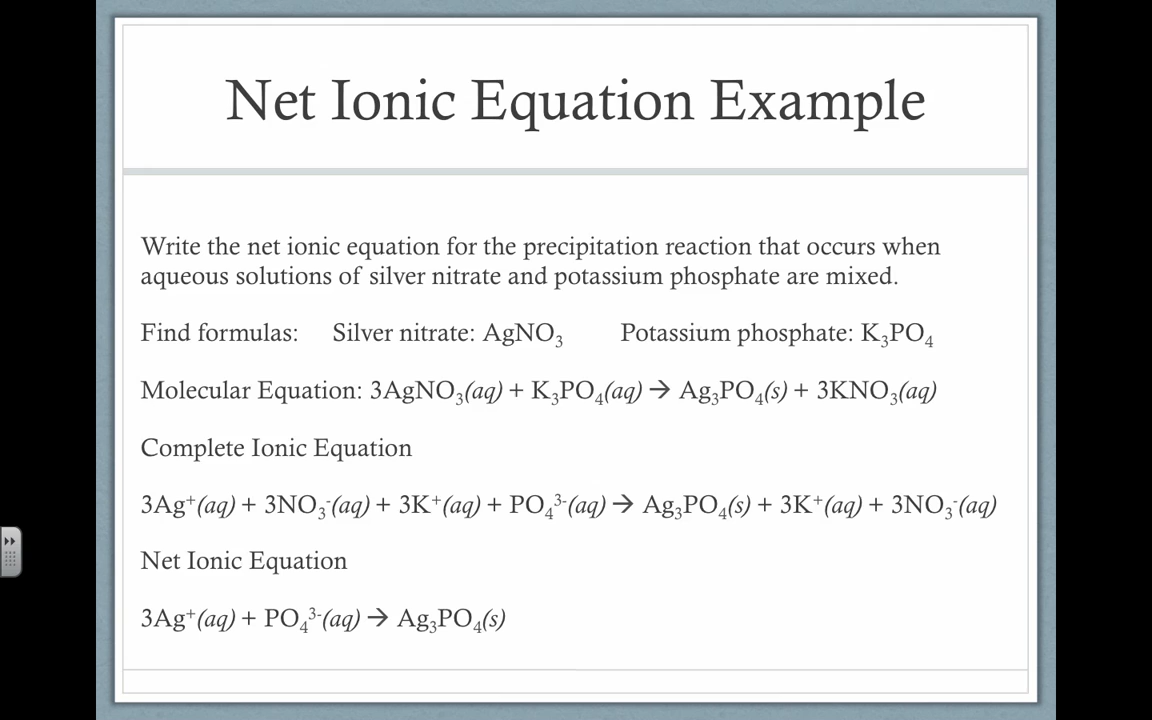 Net Ionic Equation Example
Write the net ionic equation for the precipitation reaction that occurs when
aqueous solutions of silver nitrate and potassium phosphate are mixed.
Find formulas: Silver nitrate: AgNO₃ Potassium phosphate: K₃PO₄
Molecular Equation: 3AgNO₃(aq) + K₃PO₄(aq) → Ag₃PO₄(s) + 3KNO₃(aq)
Complete Ionic Equation
3Ag⁺(aq) + 3NO₃⁻(aq) + 3K⁺(aq) + PO₄³⁻(aq) → Ag₃PO₄(s) + 3K⁺(aq) + 3NO₃⁻(aq)
Net Ionic Equation
3Ag⁺(aq) + PO₄³⁻(aq) → Ag₃PO₄(s)